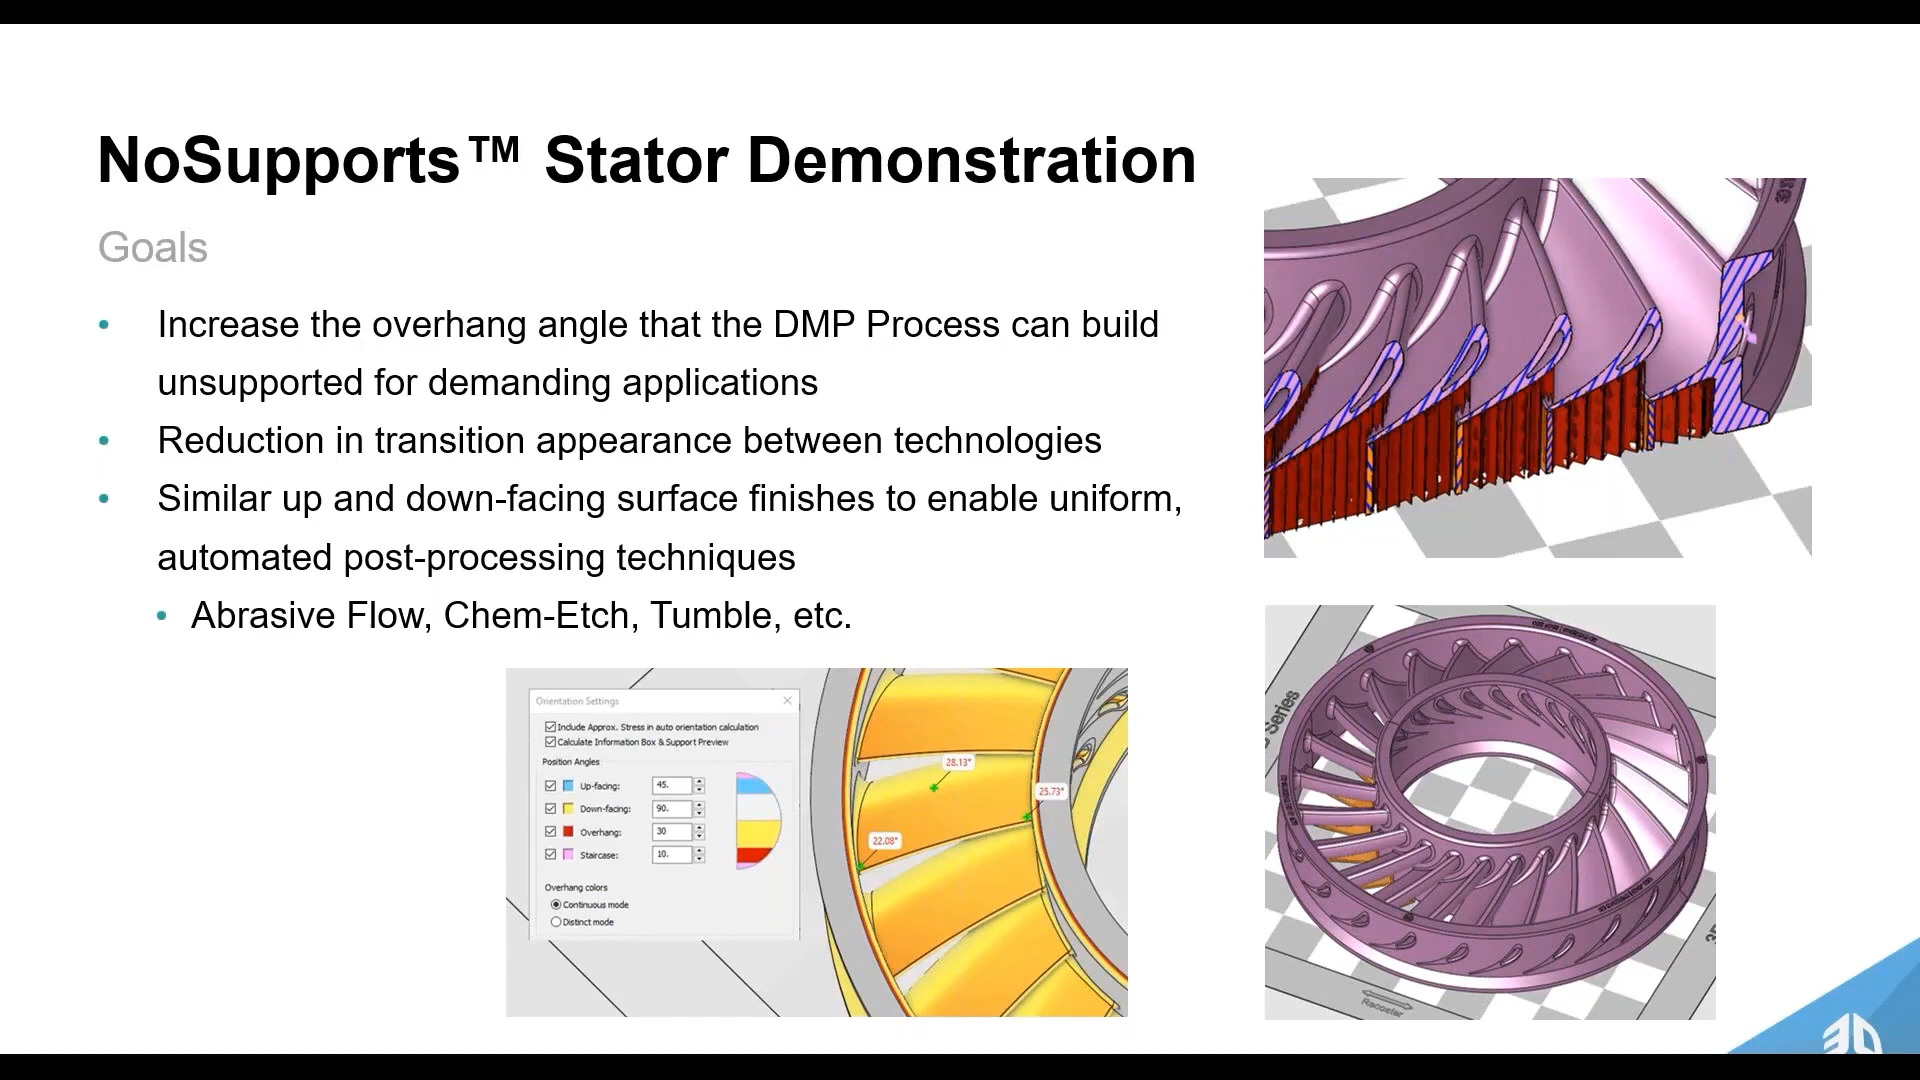 NoSupports™ Stator Demonstration
Goals
• Increase the overhang angle that the DMP Process can build
unsupported for demanding applications
• Reduction in transition appearance between technologies
• Similar up and down-facing surface finishes to enable uniform,
automated post-processing techniques
• Abrasive Flow, Chem-Etch, Tumble, etc.
Orientation Settings
Include Approx. Stress in auto orientation calculation
Calculate Information Box & Support Preview
Position Angles
Up-facing: 45.
Down-facing: 90.
Overhang: 30
Staircase: 10.
Overhang colors
Continuous mode
Distinct mode
28.13°
25.73°
22.08°
Series
Recoater
3D